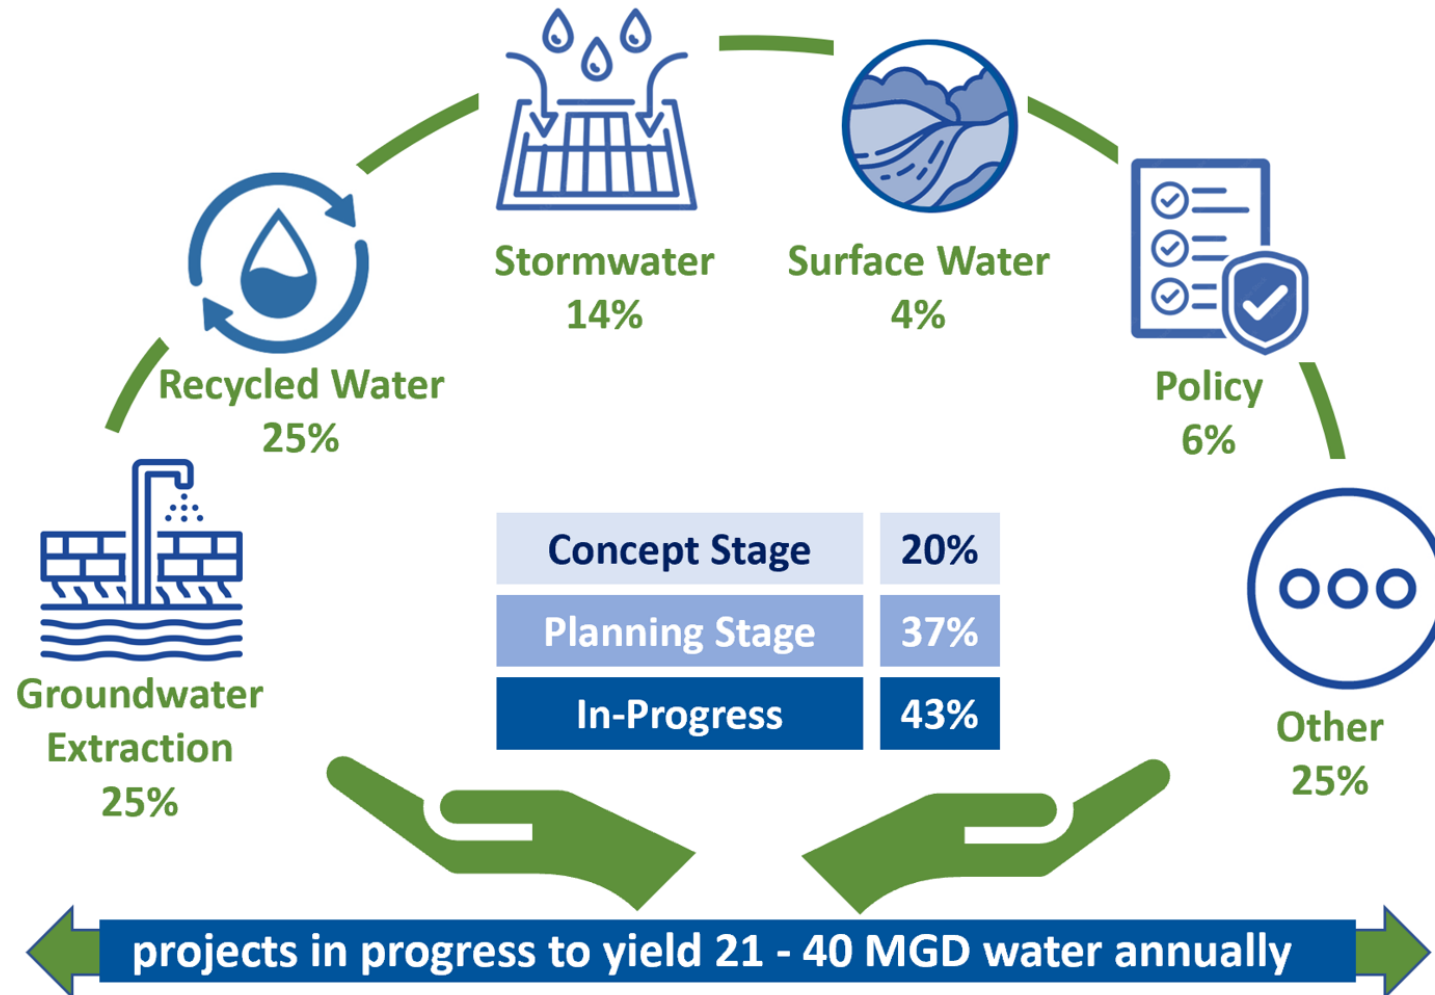 Stormwater
14%
Surface Water
4%
Recycled Water
25%
Policy
6%
Groundwater
Extraction
25%
Concept Stage 20%
Planning Stage 37%
In-Progress 43%
Other
25%
projects in progress to yield 21 - 40 MGD water annually